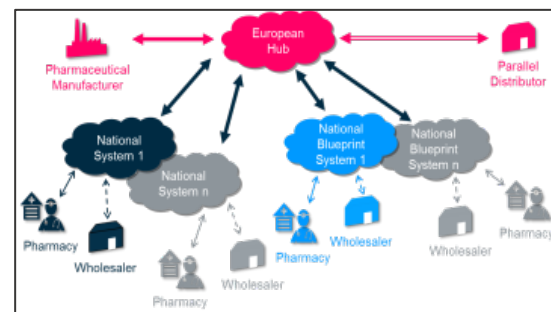 European
Hub
Pharmaceutical
Manufacturer
Parallel
Distributor
National
System 1
National
System n
National
Blueprint
System 1
National
Blueprint
System n
Pharmacy
Wholesaler
Pharmacy
Wholesaler
Pharmacy
Wholesaler
Pharmacy
Wholesaler